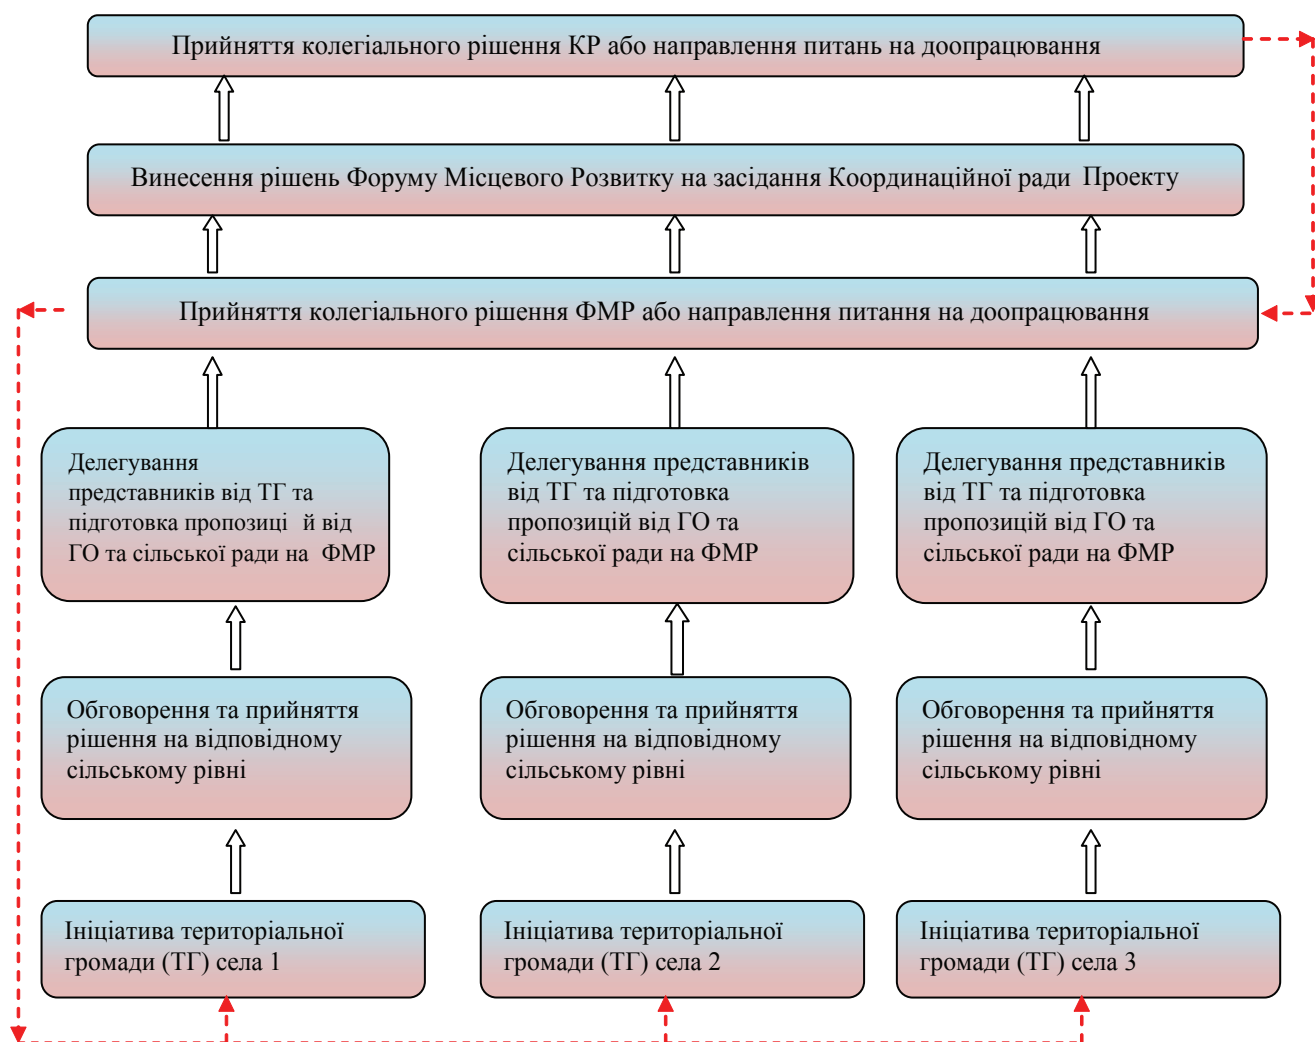 Прийняття колегіального рішення КР або направлення питань на доопрацювання
Винесення рішень Форуму Місцевого Розвитку на засідання Координаційної ради Проекту
Прийняття колегіального рішення ФМР або направлення питання на доопрацювання
Делегування
представників від ТГ та
підготовка пропозиці й від
ГО та сільської ради на ФМР
Делегування представників
від ТГ та підготовка
пропозицій від ГО та
сільської ради на ФМР
Делегування представників
від ТГ та підготовка
пропозицій від ГО та
сільської ради на ФМР
Обговорення та прийняття
рішення на відповідному
сільському рівні
Обговорення та прийняття
рішення на відповідному
сільському рівні
Обговорення та прийняття
рішення на відповідному
сільському рівні
Ініціатива територіальної
громади (ТГ) села 1
Ініціатива територіальної
громади (ТГ) села 2
Ініціатива територіальної
громади (ТГ) села 3